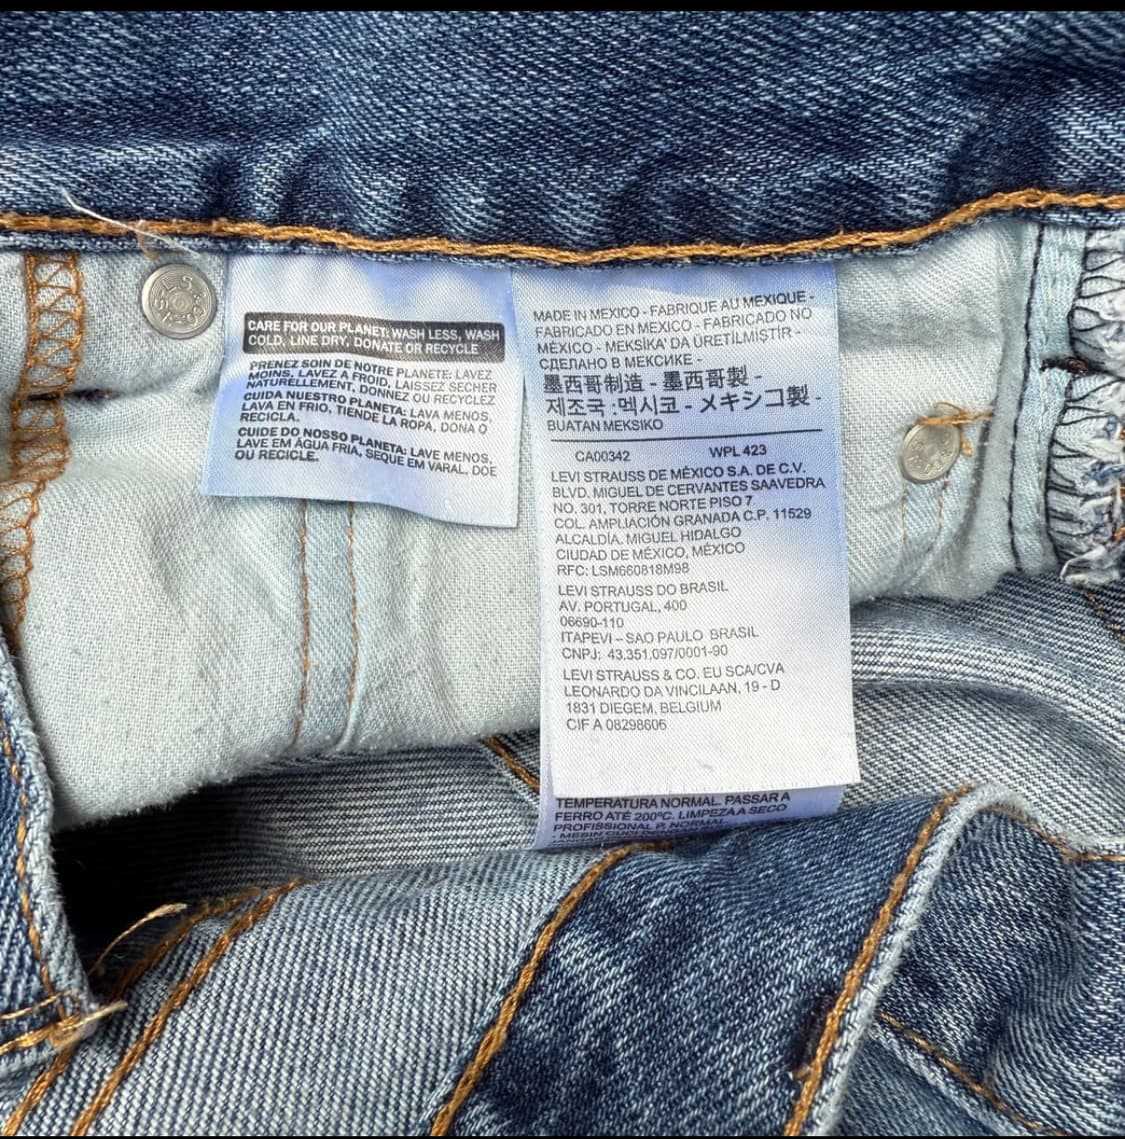 CARE FOR OUR PLANET: WASH LESS, WASH
COLD, LINE DRY, DONATE OR RECYCLE
PRENEZ SOIN DE NOTRE PLANETE: LAVEZ
MOINS, LAVEZ A FROID, LAISSEZ SECHER
NATURELLEMENT, DONNEZ OU RECYCLEZ
CUIDA NUESTRO PLANETA: LAVA MENOS,
LAVA EN FRIO, TIENDE LA ROPA, DONA O
RECICLA.
CUIDE DO NOSSO PLANETA: LAVE MENOS,
LAVE EM ÁGUA FRIA, SEQUE EM VARAL, DOE
OU RECICLE.
MADE IN MEXICO - FABRIQUE AU MEXIQUE -
FABRICADO EN MEXICO - FABRICADO NO
MÉXICO - MEKSİKA' DA ÜRETİLMİŞTİR -
СДЕЛАНО В МЕКСИКЕ -
墨西哥制造 - 墨西哥製 -
제조국 :멕시코 - メキシコ製 -
BUATAN MEKSIKO
CA00342 WPL 423
LEVI STRAUSS DE MÉXICO S.A. DE C.V.
BLVD. MIGUEL DE CERVANTES SAAVEDRA
NO. 301, TORRE NORTE PISO 7
COL. AMPLIACIÓN GRANADA C.P. 11529
ALCALDÍA. MIGUEL HIDALGO
CIUDAD DE MÉXICO, MÉXICO
RFC: LSM660818M98
LEVI STRAUSS DO BRASIL
AV. PORTUGAL, 400
06690-110
ITAPEVI – SAO PAULO BRASIL
CNPJ: 43.351.097/0001-90
LEVI STRAUSS & CO. EU SCA/CVA
LEONARDO DA VINCILAAN, 19 - D
1831 DIEGEM, BELGIUM
CIF A 08298606
TEMPERATURA NORMAL. PASSAR A
FERRO ATÉ 200ºC. LIMPEZA A SECO
PROFISSIONAL P. NORMAL